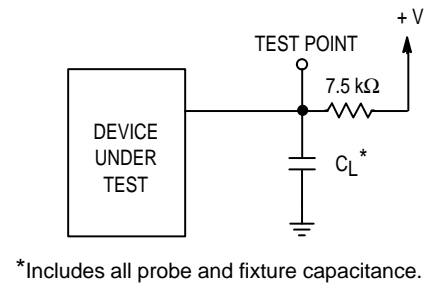 + V
TEST POINT
7.5 kΩ
DEVICE
UNDER
TEST
CL*
*Includes all probe and fixture capacitance.